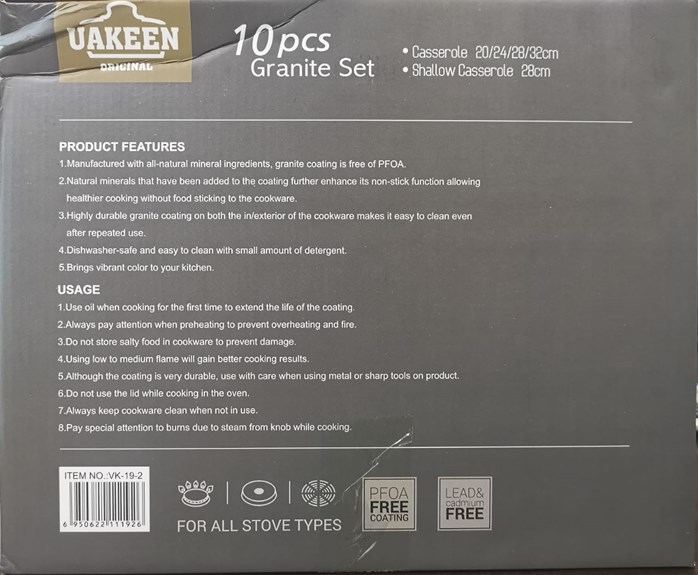 UAKEEN
ORIGINAL
10pcs
Granite Set
• Casserole 20/24/28/32cm
• Shallow Casserole 28cm
PRODUCT FEATURES
1.Manufactured with all-natural mineral ingredients, granite coating is free of PFOA.
2.Natural minerals that have been added to the coating further enhance its non-stick function allowing
healthier cooking without food sticking to the cookware.
3.Highly durable granite coating on both the in/exterior of the cookware makes it easy to clean even
after repeated use.
4.Dishwasher-safe and easy to clean with small amount of detergent.
5.Brings vibrant color to your kitchen.
USAGE
1.Use oil when cooking for the first time to extend the life of the coating.
2.Always pay attention when preheating to prevent overheating and fire.
3.Do not store salty food in cookware to prevent damage.
4.Using low to medium flame will gain better cooking results.
5.Although the coating is very durable, use with care when using metal or sharp tools on product.
6.Do not use the lid while cooking in the oven.
7.Always keep cookware clean when not in use.
8.Pay special attention to burns due to steam from knob while cooking.
ITEM NO.:VK-19-2
6 950622 111926
FOR ALL STOVE TYPES
PFOA
FREE
COATING
LEAD&
cadmium
FREE